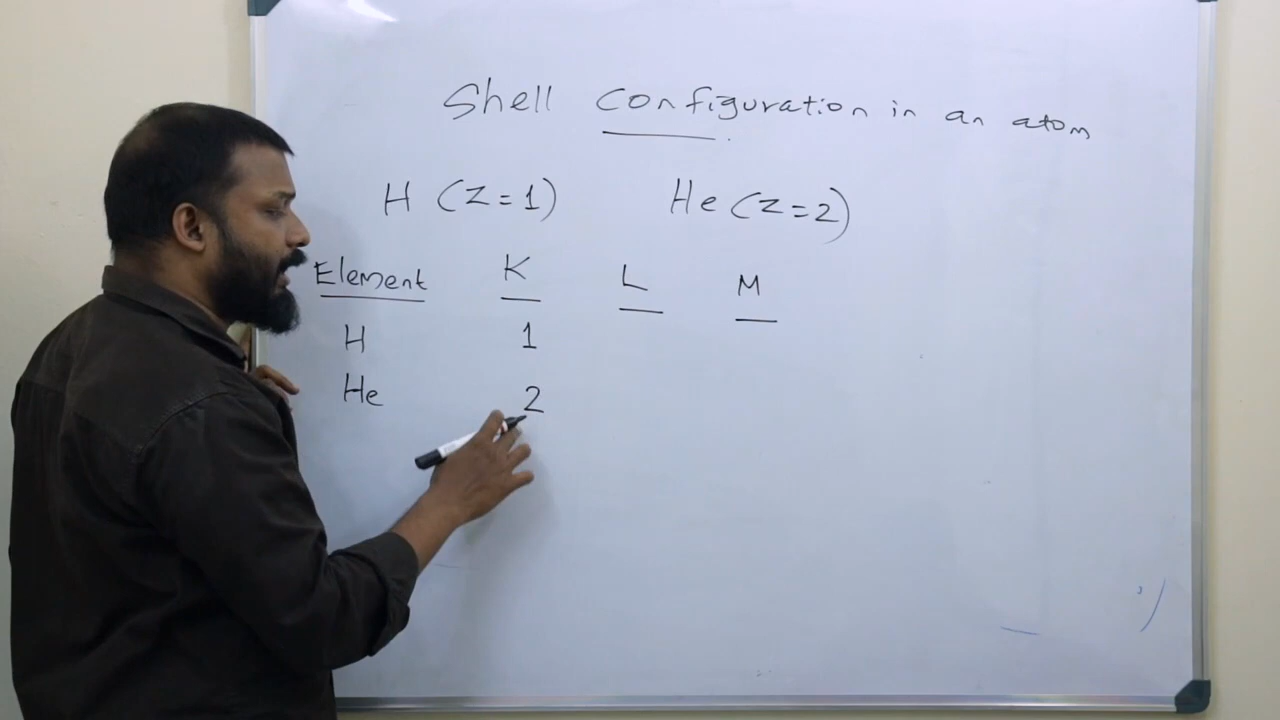 Shell Configuration in an atom
H (Z=1) He (Z=2)
Element K L M
H 1
He 2